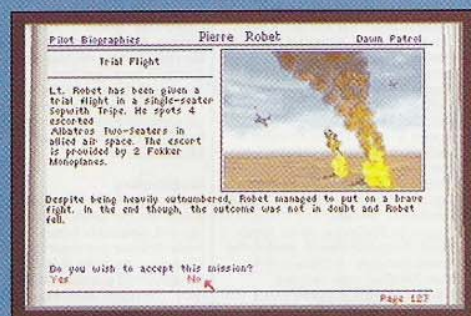 Pilot Biographies Pierre Robet Dawn Patrol
Trial Flight
Lt. Robet has been given a
trial flight in a single-seater
Sopwith Tripe. He spots 4
escorted
Albatros Two-Seaters in
allied air space. The escort
is provided by 2 Fokker
Monoplanes.
Despite being heavily outnumbered, Robet managed to put on a brave
fight. In the end though, the outcome was not in doubt and Robet
fell.
Do you wish to accept this mission?
Yes No
Page 127